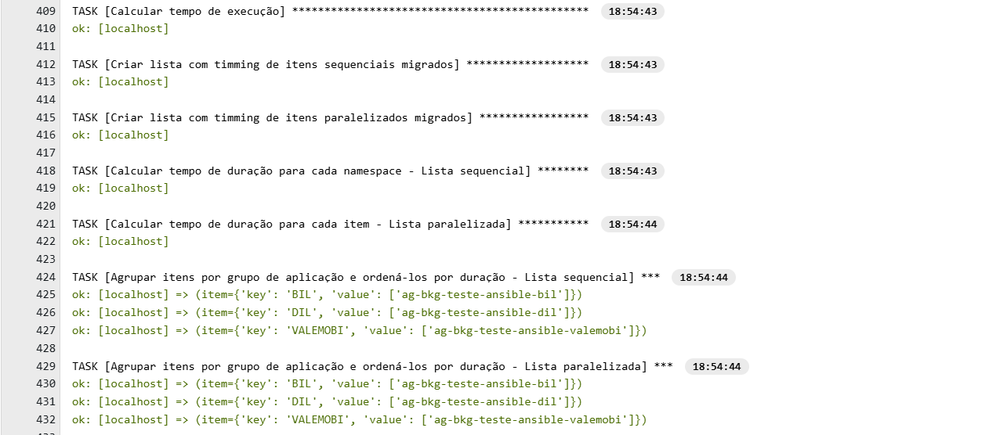 409 TASK [Calcular tempo de execução] ********************************************** 18:54:43
410 ok: [localhost]
411
412 TASK [Criar lista com timming de itens sequenciais migrados] ******************* 18:54:43
413 ok: [localhost]
414
415 TASK [Criar lista com timming de itens paralelizados migrados] ***************** 18:54:43
416 ok: [localhost]
417
418 TASK [Calcular tempo de duração para cada namespace - Lista sequencial] ******** 18:54:43
419 ok: [localhost]
420
421 TASK [Calcular tempo de duração para cada item - Lista paralelizada] *********** 18:54:44
422 ok: [localhost]
423
424 TASK [Agrupar itens por grupo de aplicação e ordená-los por duração - Lista sequencial] *** 18:54:44
425 ok: [localhost] => (item={'key': 'BIL', 'value': ['ag-bkg-teste-ansible-bil']})
426 ok: [localhost] => (item={'key': 'DIL', 'value': ['ag-bkg-teste-ansible-dil']})
427 ok: [localhost] => (item={'key': 'VALEMOBI', 'value': ['ag-bkg-teste-ansible-valemobi']})
428
429 TASK [Agrupar itens por grupo de aplicação e ordená-los por duração - Lista paralelizada] *** 18:54:44
430 ok: [localhost] => (item={'key': 'BIL', 'value': ['ag-bkg-teste-ansible-bil']})
431 ok: [localhost] => (item={'key': 'DIL', 'value': ['ag-bkg-teste-ansible-dil']})
432 ok: [localhost] => (item={'key': 'VALEMOBI', 'value': ['ag-bkg-teste-ansible-valemobi']})